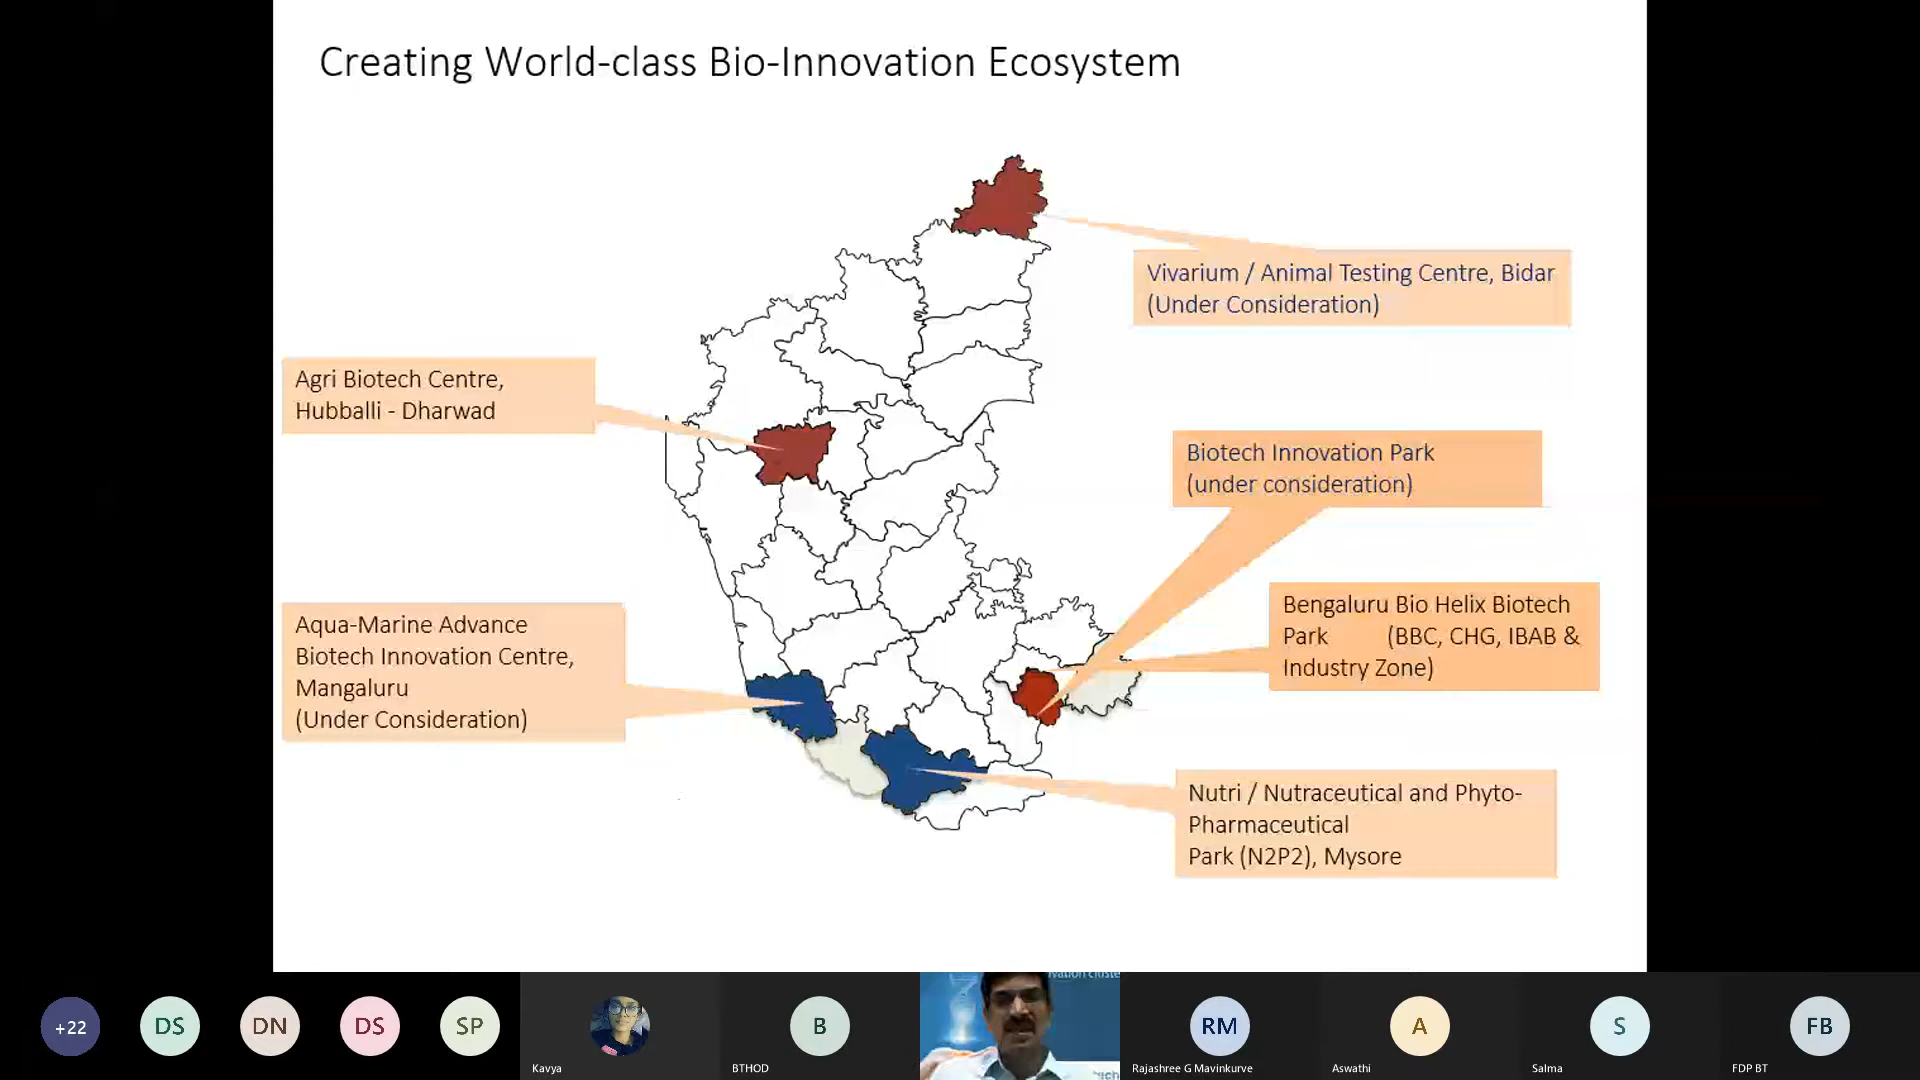 Creating World-class Bio-Innovation Ecosystem
Vivarium / Animal Testing Centre, Bidar
(Under Consideration)
Agri Biotech Centre,
Hubballi - Dharwad
Biotech Innovation Park
(under consideration)
Bengaluru Bio Helix Biotech
Park (BBC, CHG, IBAB &
Industry Zone)
Aqua-Marine Advance
Biotech Innovation Centre,
Mangaluru
(Under Consideration)
Nutri / Nutraceutical and Phyto-
Pharmaceutical
Park (N2P2), Mysore
+22
DS
DN
DS
SP
Kavya
B
BTHOD
RM
Rajashree G Mavinkurve
A
Aswathi
S
Salma
FB
FDP BT